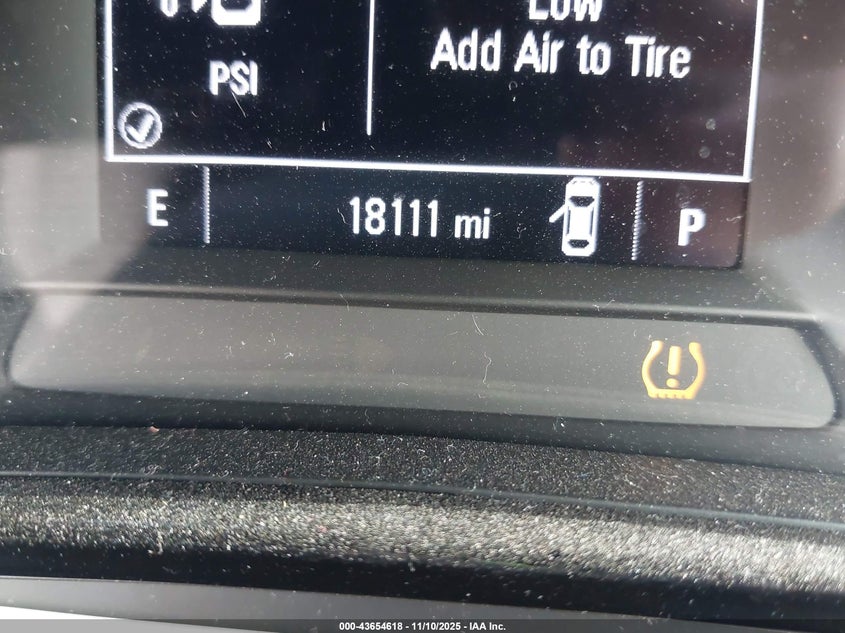 Low
Add Air to Tire
PSI
E
18111 mi
P
000-43654618 - 11/10/2025 - IAA Inc.